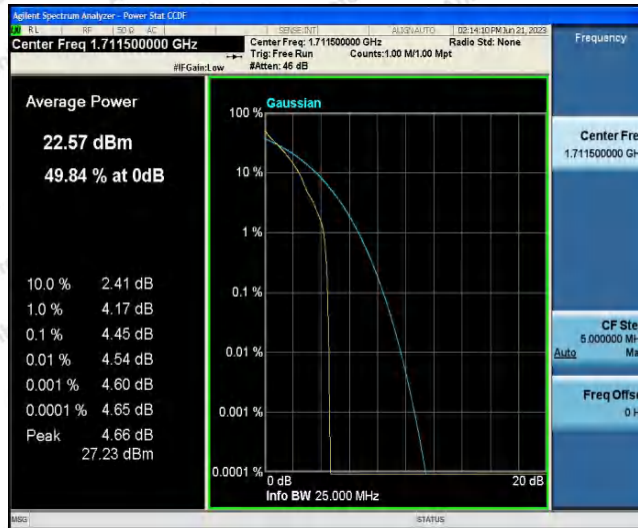 Agilent Spectrum Analyzer - Power Stat CCDF
RL RF 50 Ω AC SENSE:INT ALIGNAUTO 02:14:10 PM Jun 21, 2023
Center Freq 1.711500000 GHz
Center Freq: 1.711500000 GHz Radio Std: None
Trig: Free Run Counts:1.00 M/1.00 Mpt
#IFGain:Low #Atten: 46 dB
Frequency
Average Power
22.57 dBm
49.84 % at 0dB
10.0 % 2.41 dB
1.0 % 4.17 dB
0.1 % 4.45 dB
0.01 % 4.54 dB
0.001 % 4.60 dB
0.0001 % 4.65 dB
Peak 4.66 dB
27.23 dBm
Gaussian
100 %
10 %
1 %
0.1 %
0.01 %
0.001 %
0.0001 %
0 dB 20 dB
Info BW 25.000 MHz
Center Fre
1.711500000 GH
CF Ste
5.000000 MH
Auto Ma
Freq Offse
0 H
MSG STATUS